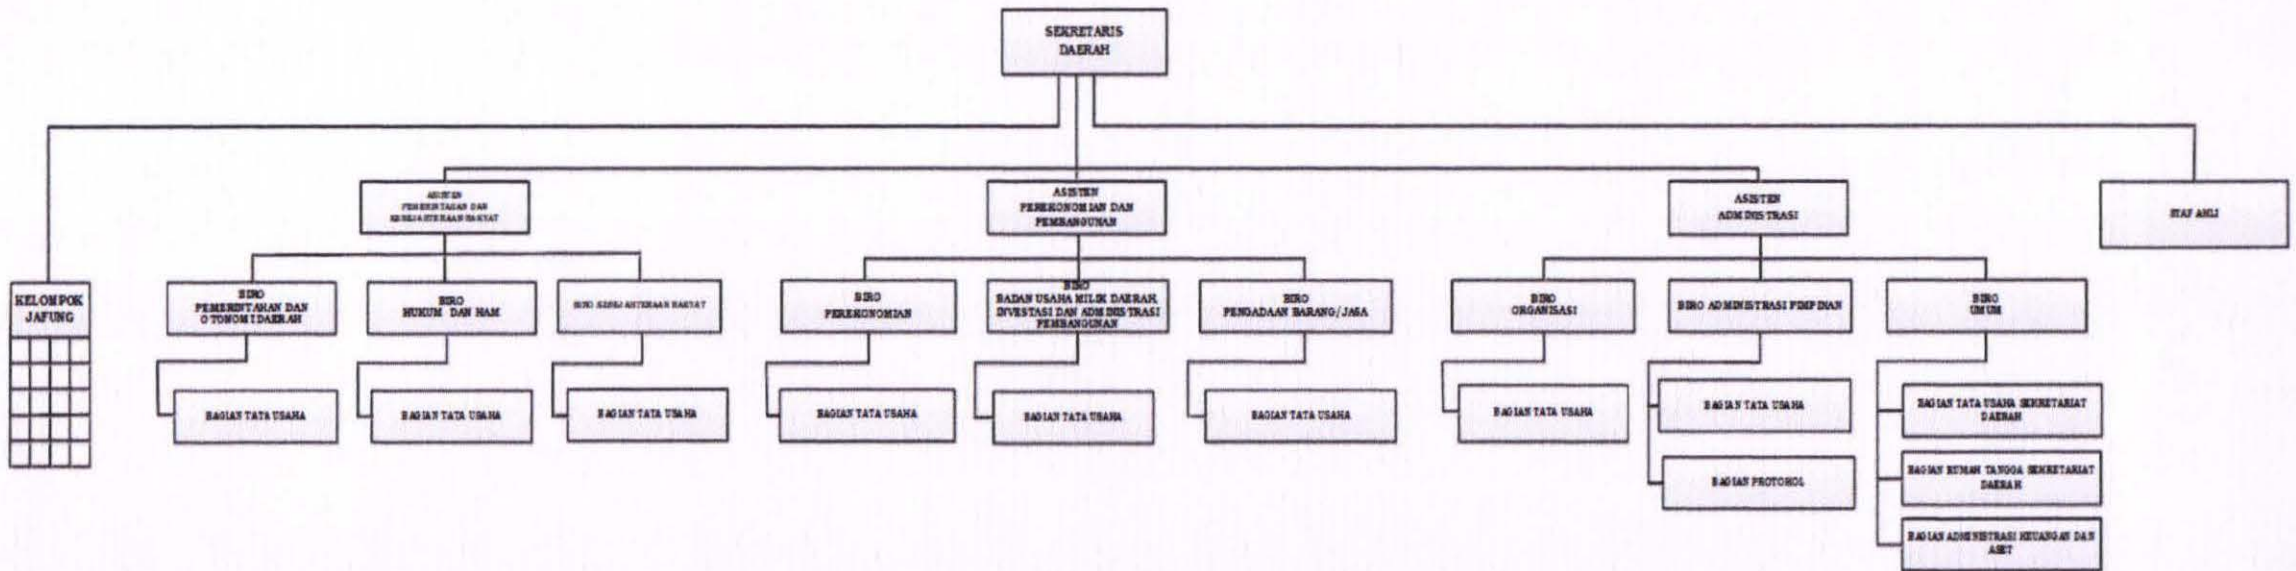 SEKRETARIS
DAERAH
ASISTEN
PEMERINTAHAN DAN
KESEJAHTERAAN RAKYAT
ASISTEN
PEREKONOMIAN DAN
PEMBANGUNAN
ASISTEN
ADMINISTRASI
STAF AHLI
KELOMPOK
JAFUNG
BIRO
PEMERINTAHAN DAN
OTONOMI DAERAH
BIRO
HUKUM DAN HAM
BIRO KESEJAHTERAAN RAKYAT
BIRO
PEREKONOMIAN
BIRO
BADAN USAHA MILIK DAERAH,
INVESTASI DAN ADMINISTRASI
PEMBANGUNAN
BIRO
PENGADAAN BARANG/JASA
BIRO
ORGANISASI
BIRO ADMINISTRASI PIMPINAN
BIRO
UMUM
BAGIAN TATA USAHA
BAGIAN TATA USAHA
BAGIAN TATA USAHA
BAGIAN TATA USAHA
BAGIAN TATA USAHA
BAGIAN TATA USAHA
BAGIAN TATA USAHA
BAGIAN TATA USAHA
BAGIAN TATA USAHA SEKRETARIAT
DAERAH
BAGIAN PROTOKOL
BAGIAN RUMAH TANGGA SEKRETARIAT
DAERAH
BAGIAN ADMINISTRASI KEUANGAN DAN
ASET